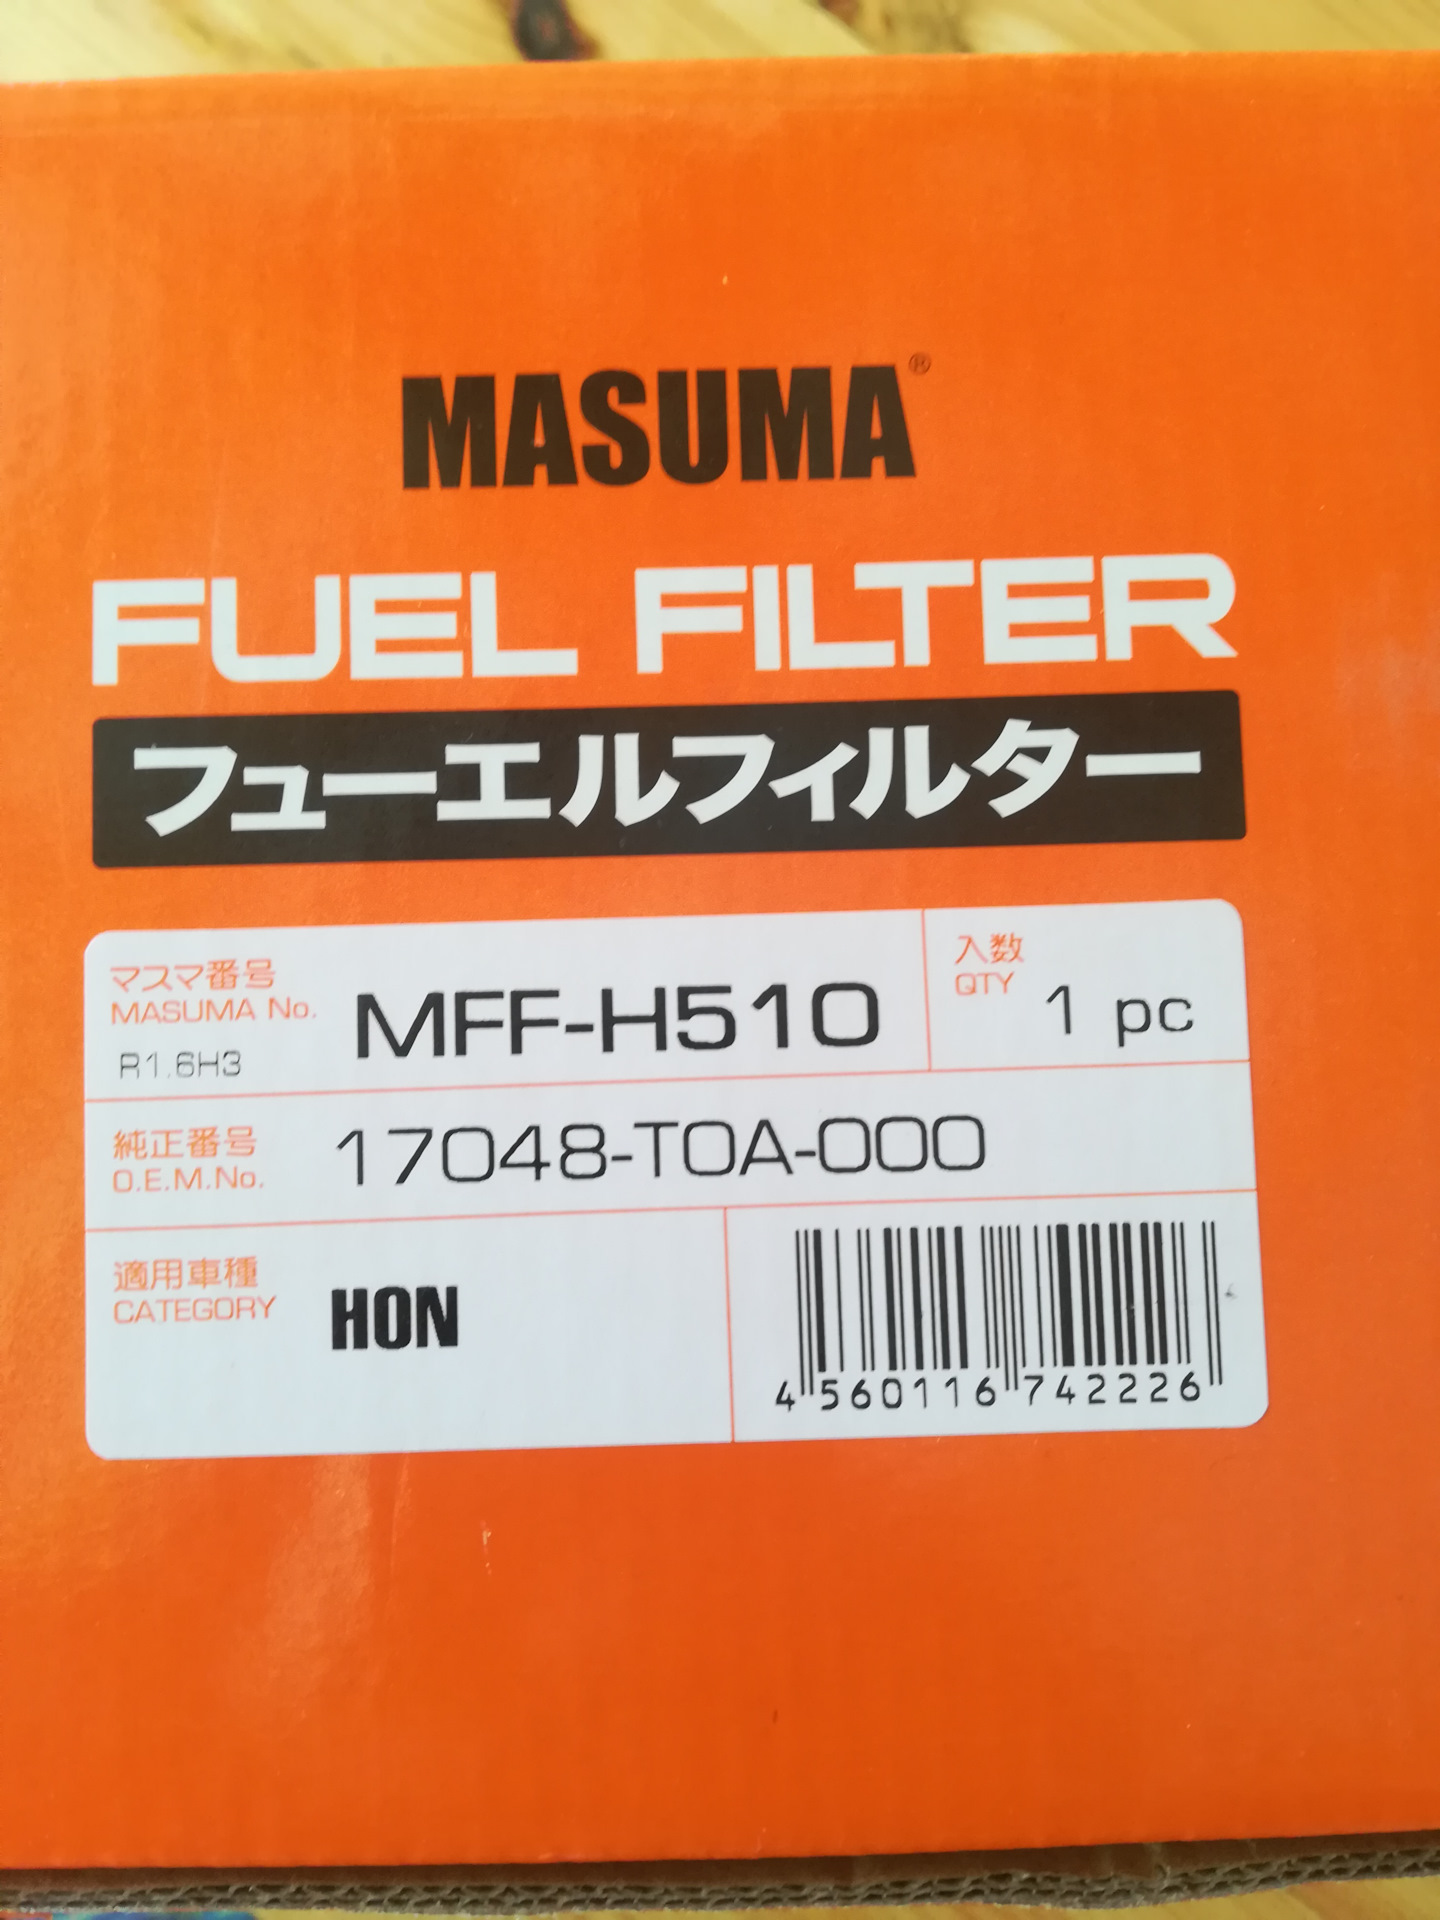 MASUMA®
FUEL FILTER
フューエルフィルター
マスマ番号
MASUMA No.
R1.6H3
MFF-H510
入数
QTY
1 pc
純正番号
O.E.M.No.
17048-T0A-000
適用車種
CATEGORY
HON
4 560116 742226